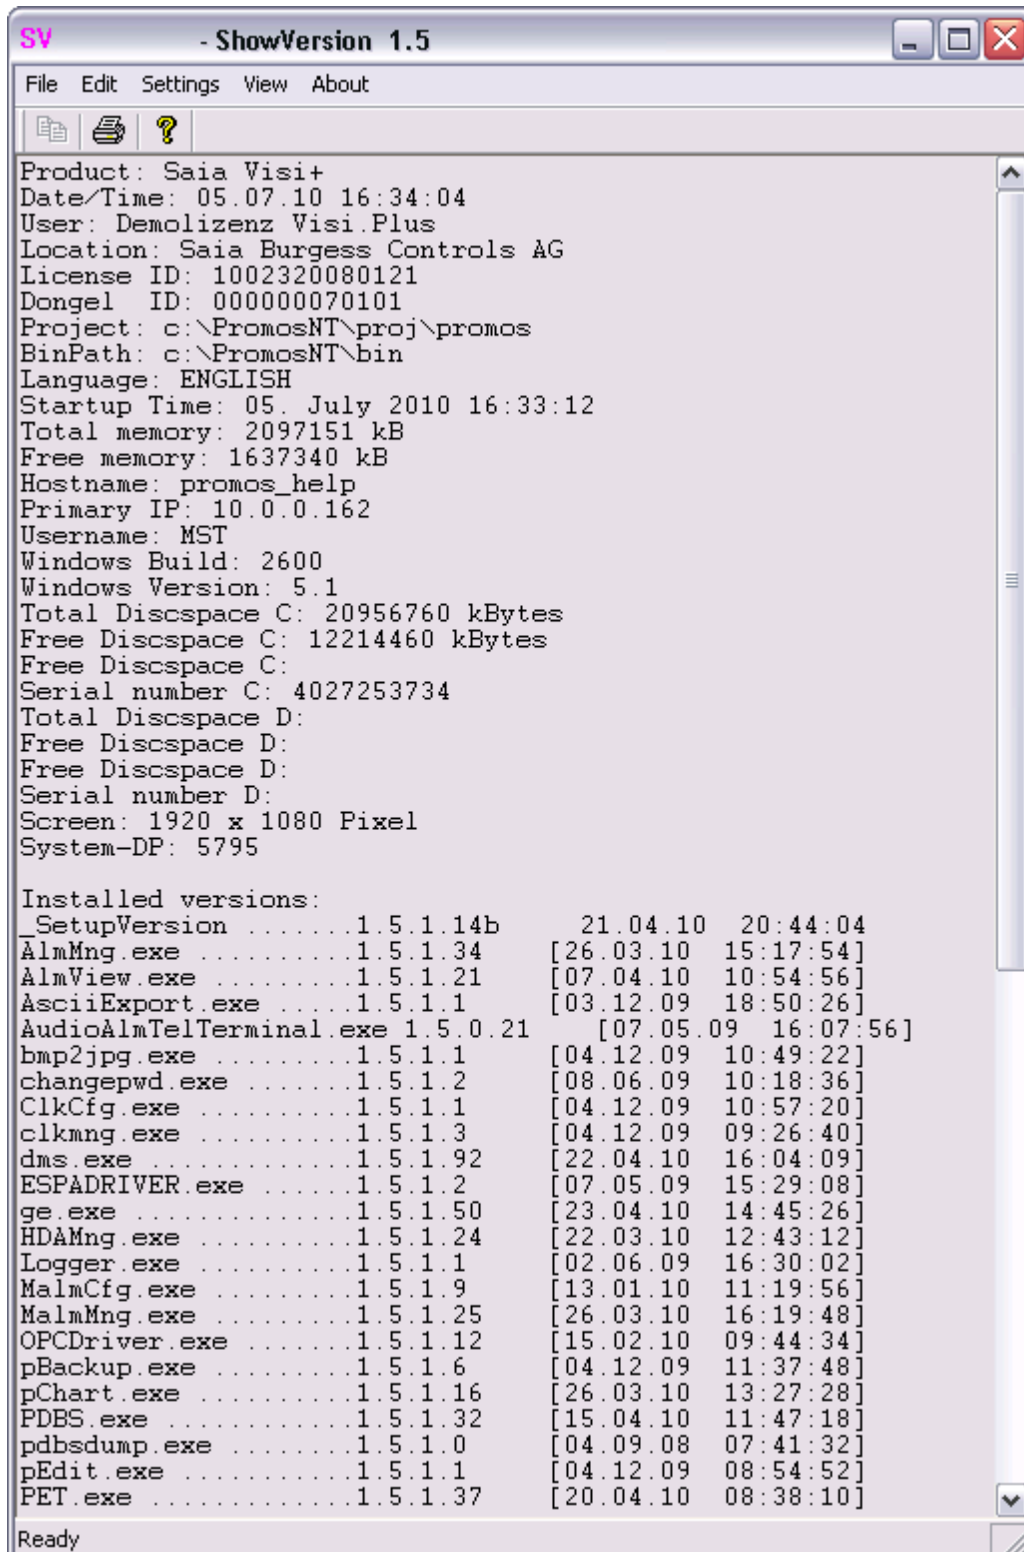 SV - ShowVersion 1.5
File Edit Settings View About
Product: Saia Visi+
Date/Time: 05.07.10 16:34:04
User: Demolizenz Visi.Plus
Location: Saia Burgess Controls AG
License ID: 1002320080121
Dongel  ID: 000000070101
Project: c:\PromosNT\proj\promos
BinPath: c:\PromosNT\bin
Language: ENGLISH
Startup Time: 05. July 2010 16:33:12
Total memory: 2097151 kB
Free memory: 1637340 kB
Hostname: promos_help
Primary IP: 10.0.0.162
Username: MST
Windows Build: 2600
Windows Version: 5.1
Total Discspace C: 20956760 kBytes
Free Discspace C: 12214460 kBytes
Free Discspace C:
Serial number C: 4027253734
Total Discspace D:
Free Discspace D:
Free Discspace D:
Serial number D:
Screen: 1920 x 1080 Pixel
System-DP: 5795
Installed versions:
_SetupVersion .......1.5.1.14b     21.04.10  20:44:04
AlmMng.exe ..........1.5.1.34    [26.03.10  15:17:54]
AlmView.exe .........1.5.1.21    [07.04.10  10:54:56]
AsciiExport.exe .....1.5.1.1     [03.12.09  18:50:26]
AudioAlmTelTerminal.exe 1.5.0.21    [07.05.09  16:07:56]
bmp2jpg.exe .........1.5.1.1     [04.12.09  10:49:22]
changepwd.exe .......1.5.1.2     [08.06.09  10:18:36]
ClkCfg.exe ..........1.5.1.1     [04.12.09  10:57:20]
clkmng.exe ..........1.5.1.3     [04.12.09  09:26:40]
dms.exe .............1.5.1.92    [22.04.10  16:04:09]
ESPADRIVER.exe ......1.5.1.2     [07.05.09  15:29:08]
ge.exe ..............1.5.1.50    [23.04.10  14:45:26]
HDAMng.exe ..........1.5.1.24    [22.03.10  12:43:12]
Logger.exe ..........1.5.1.1     [02.06.09  16:30:02]
MalmCfg.exe .........1.5.1.9     [13.01.10  11:19:56]
MalmMng.exe .........1.5.1.25    [26.03.10  16:19:48]
OPCDriver.exe .......1.5.1.12    [15.02.10  09:44:34]
pBackup.exe .........1.5.1.6     [04.12.09  11:37:48]
pChart.exe ..........1.5.1.16    [26.03.10  13:27:28]
PDBS.exe ............1.5.1.32    [15.04.10  11:47:18]
pdbsdump.exe ........1.5.1.0     [04.09.08  07:41:32]
pEdit.exe ...........1.5.1.1     [04.12.09  08:54:52]
PET.exe .............1.5.1.37    [20.04.10  08:38:10]
Ready